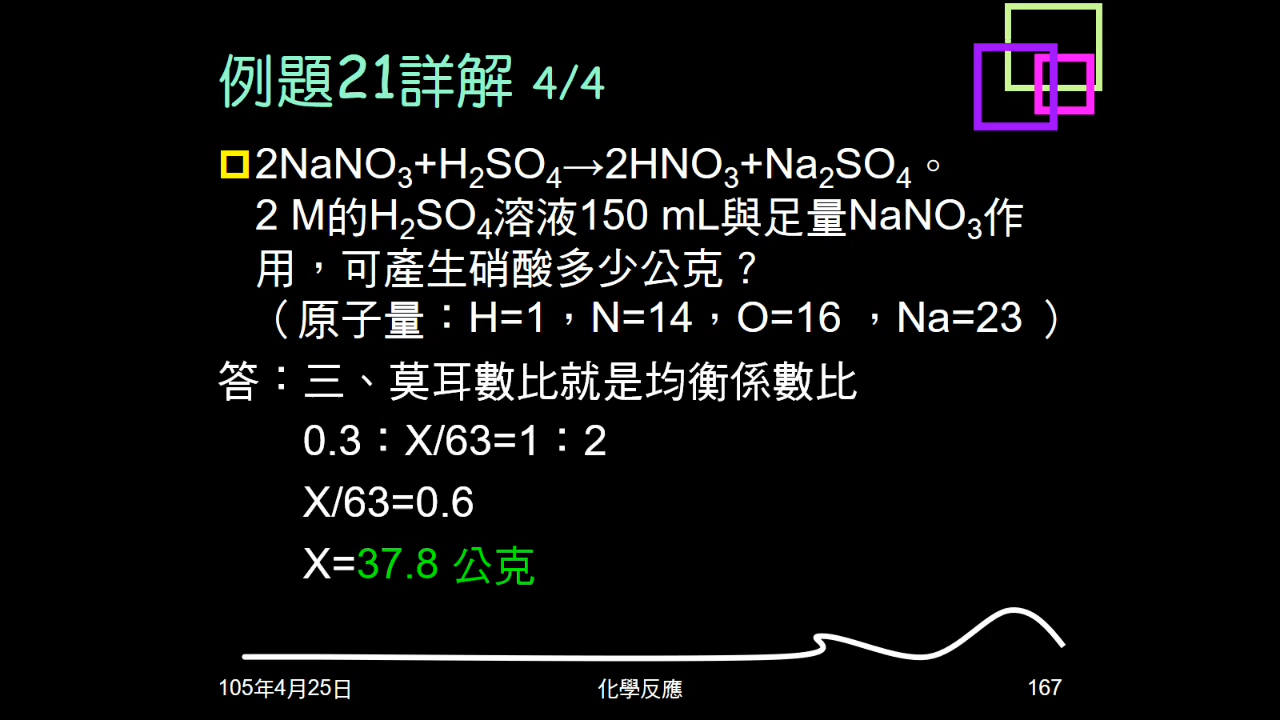 例題21詳解 4/4
2NaNO₃+H₂SO₄→2HNO₃+Na₂SO₄。
2 M的H₂SO₄溶液150 mL與足量NaNO₃作
用，可產生硝酸多少公克？
（原子量：H=1，N=14，O=16 ，Na=23 ）
答：三、莫耳數比就是均衡係數比
0.3：X/63=1：2
X/63=0.6
X=37.8 公克
105年4月25日
化學反應
167